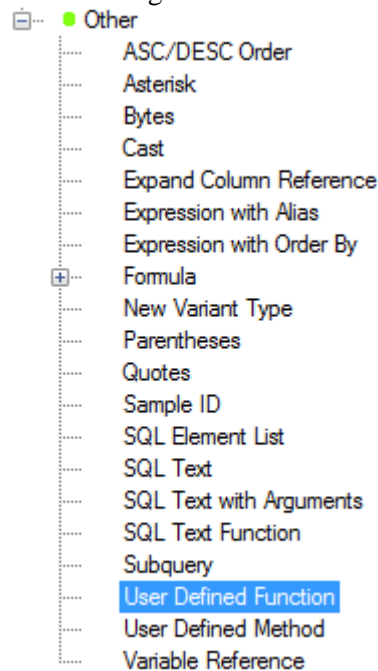 Other
ASC/DESC Order
Asterisk
Bytes
Cast
Expand Column Reference
Expression with Alias
Expression with Order By
Formula
New Variant Type
Parentheses
Quotes
Sample ID
SQL Element List
SQL Text
SQL Text with Arguments
SQL Text Function
Subquery
User Defined Function
User Defined Method
Variable Reference